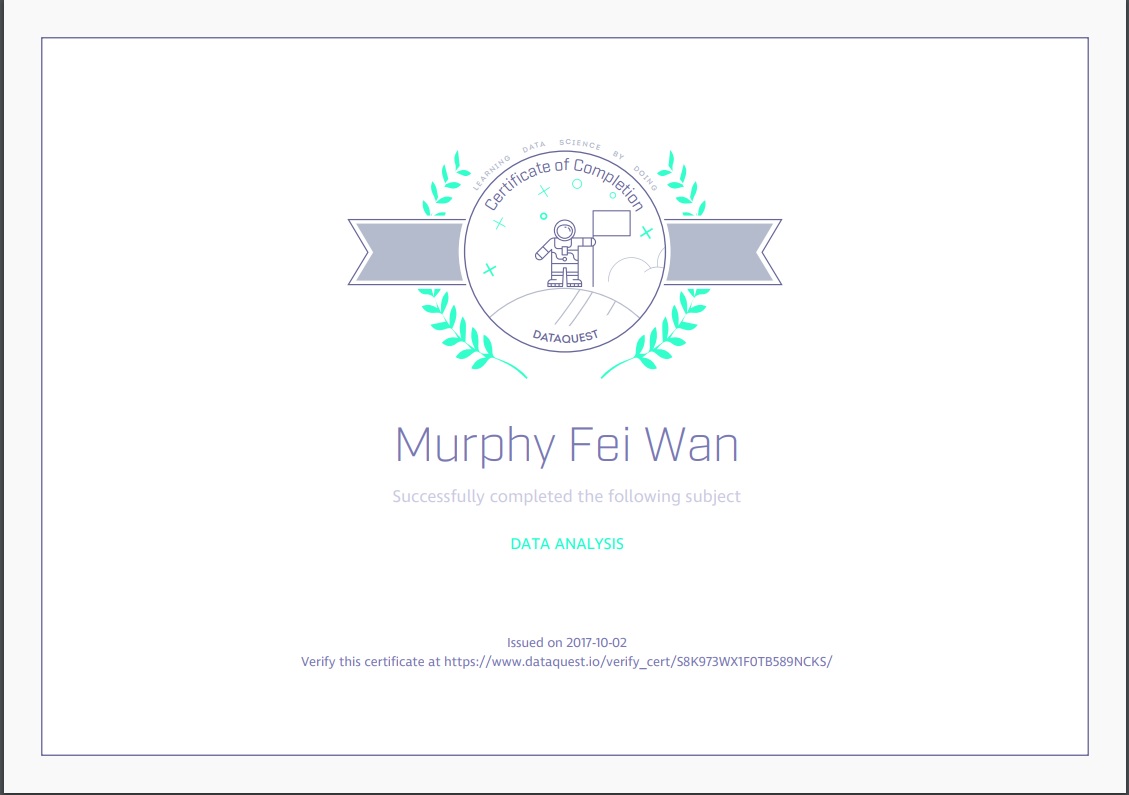 LEARNING DATA SCIENCE BY DOING
Certificate of Completion
DATAQUEST
Murphy Fei Wan
Successfully completed the following subject
DATA ANALYSIS
Issued on 2017-10-02
Verify this certificate at https://www.dataquest.io/verify_cert/S8K973WX1F0TB589NCKS/